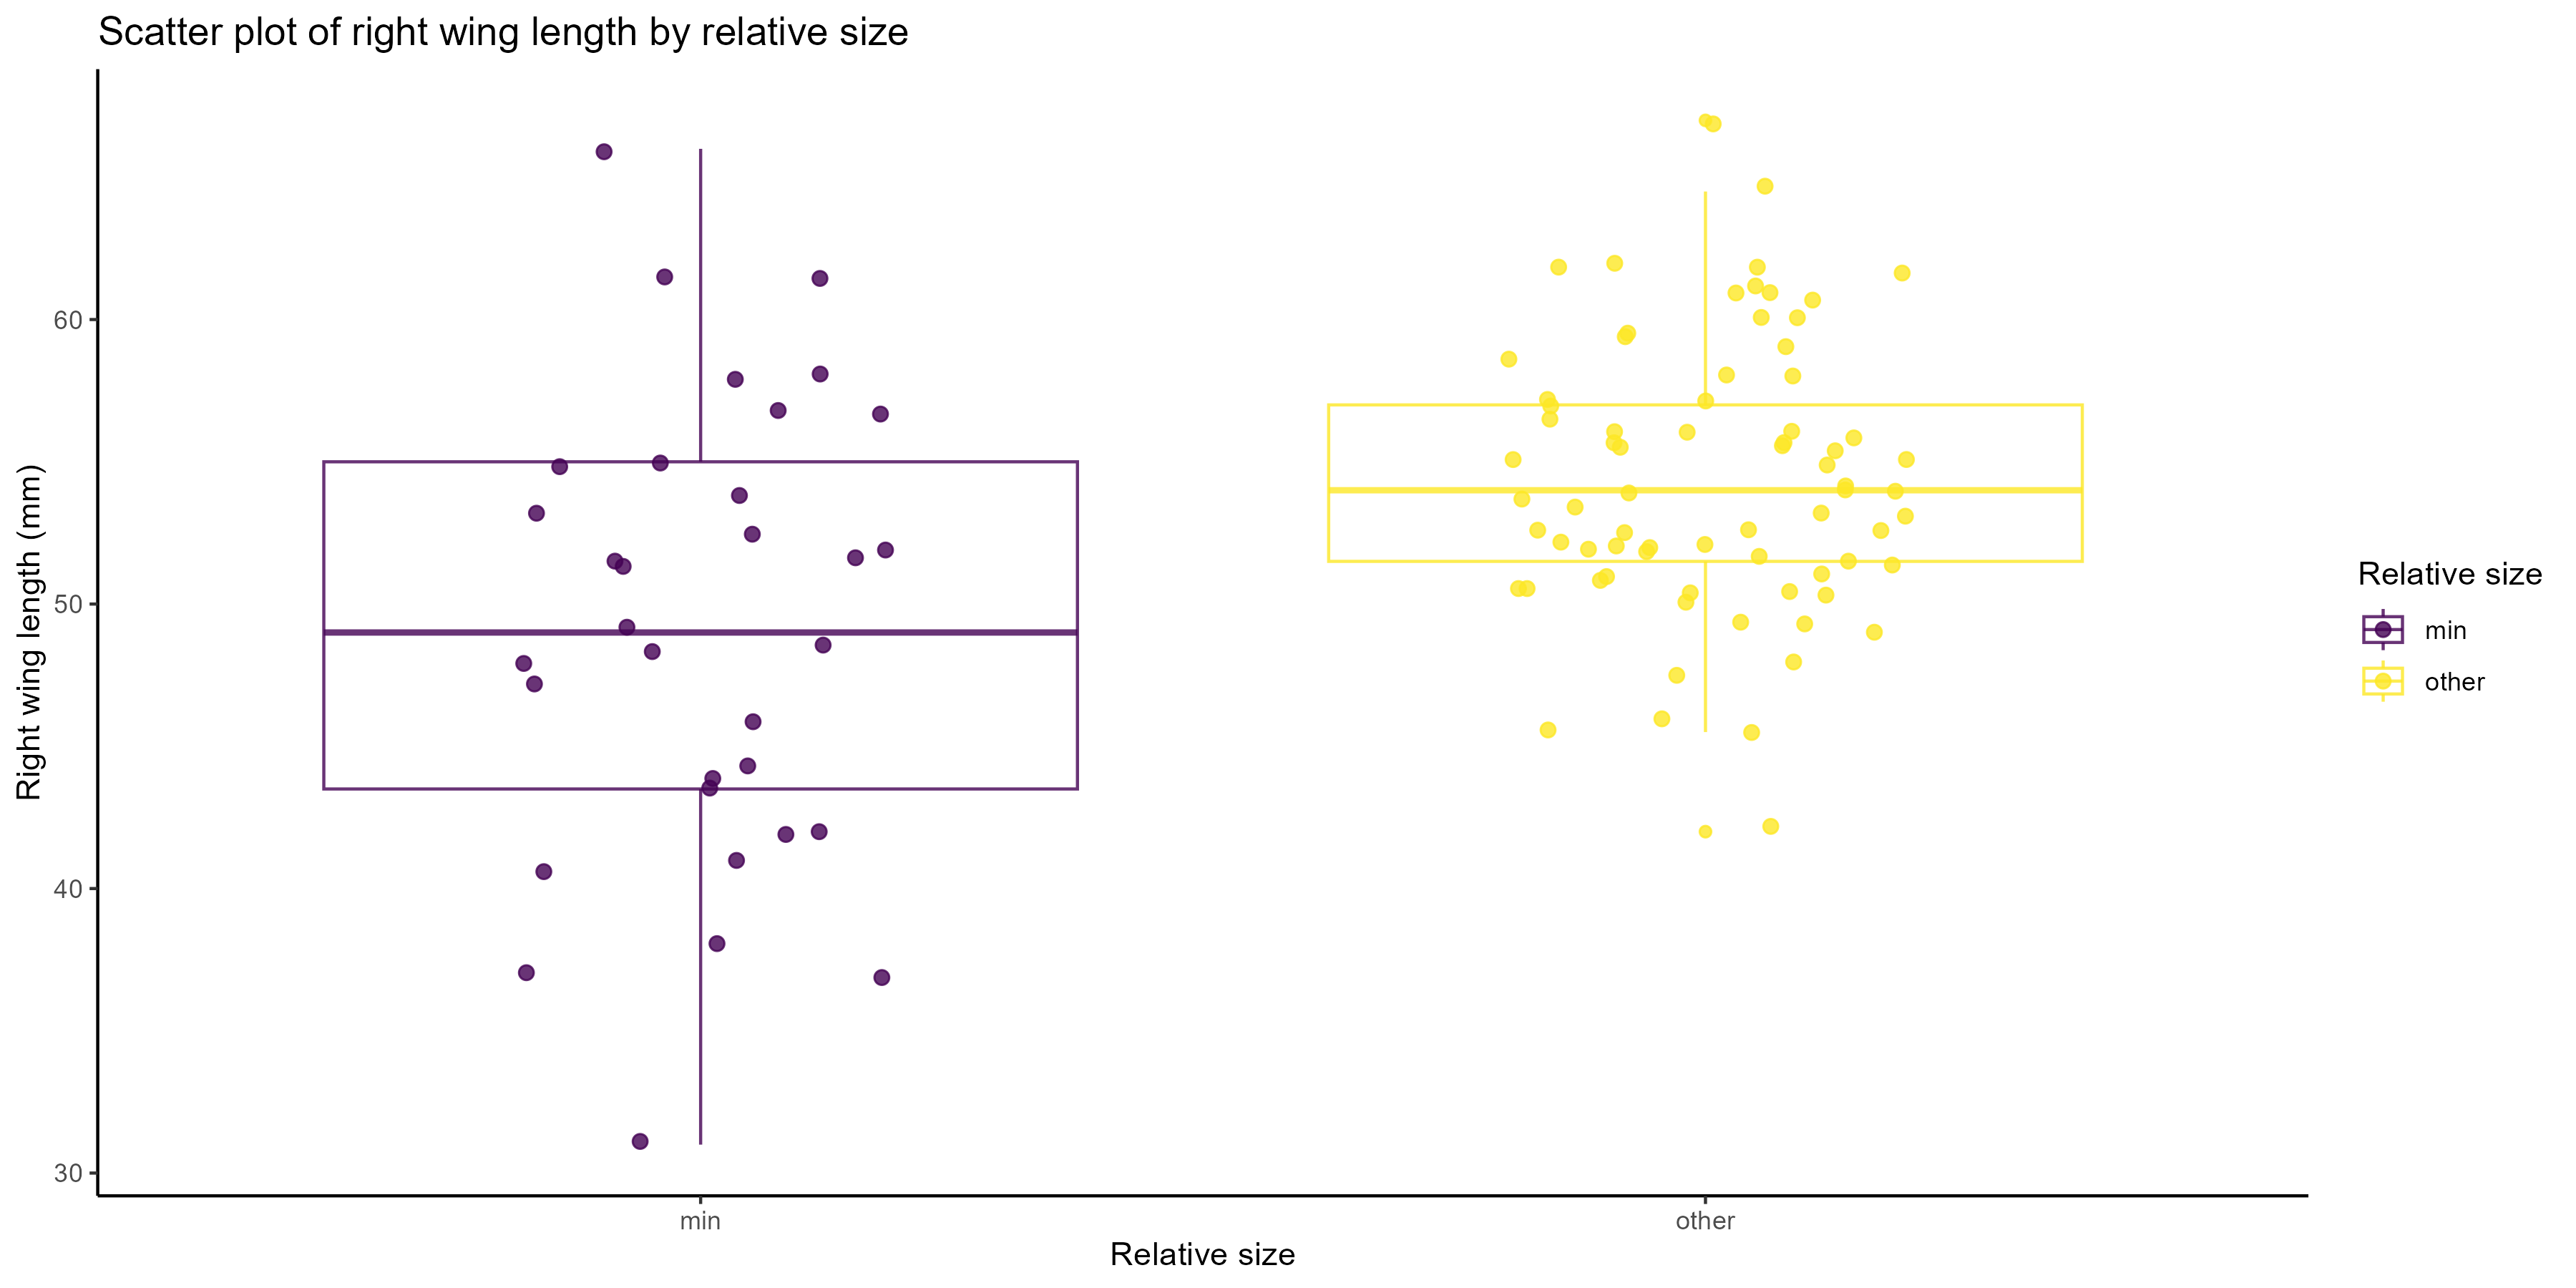 Scatter plot of right wing length by relative size
Right wing length (mm)
60
50
40
30
min
other
Relative size
Relative size
min
other